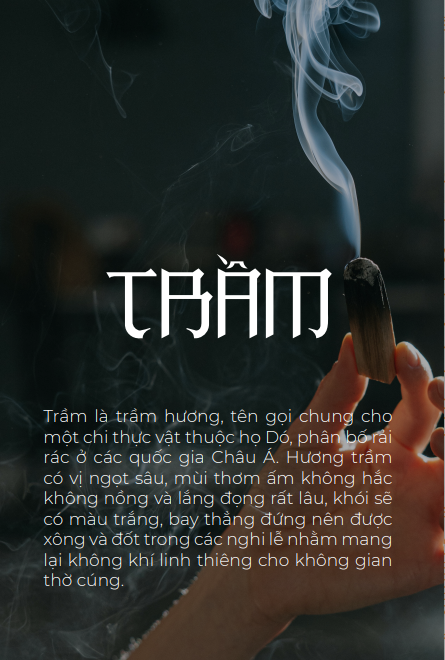 TRẦM
Trầm là trầm hương, tên gọi chung cho
một chi thực vật thuộc họ Dó, phân bố rải
rác ở các quốc gia Châu Á. Hương trầm
có vị ngọt sâu, mùi thơm ấm không hắc
không nồng và lắng đọng rất lâu, khói sẽ
có màu trắng, bay thẳng đứng nên được
xông và đốt trong các nghi lễ nhằm mang
lại không khí linh thiêng cho không gian
thờ cúng.